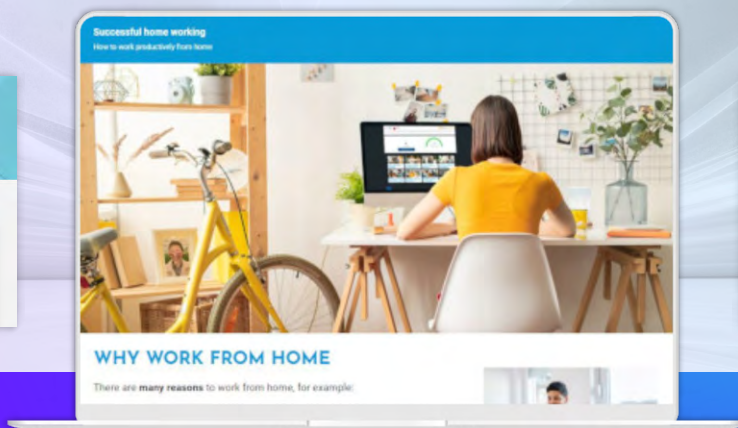 Successful home working
How to work productively from home
WHY WORK FROM HOME
There are many reasons to work from home, for example: